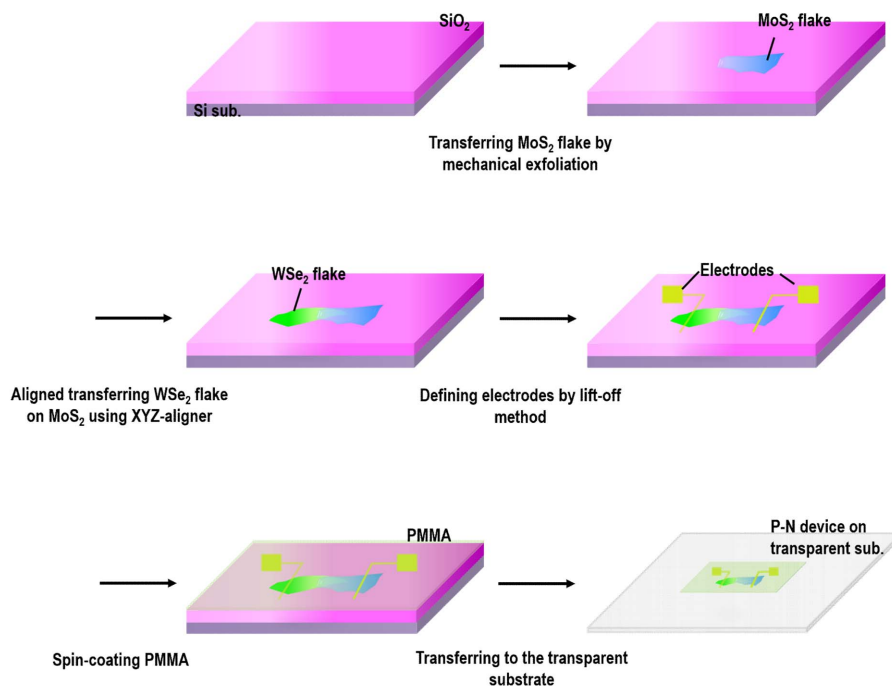 SiO₂
MoS₂ flake
Si sub.
Transferring MoS₂ flake by
mechanical exfoliation
WSe₂ flake
Electrodes
Aligned transferring WSe₂ flake
on MoS₂ using XYZ-aligner
Defining electrodes by lift-off
method
PMMA
P-N device on
transparent sub.
Spin-coating PMMA
Transferring to the transparent
substrate